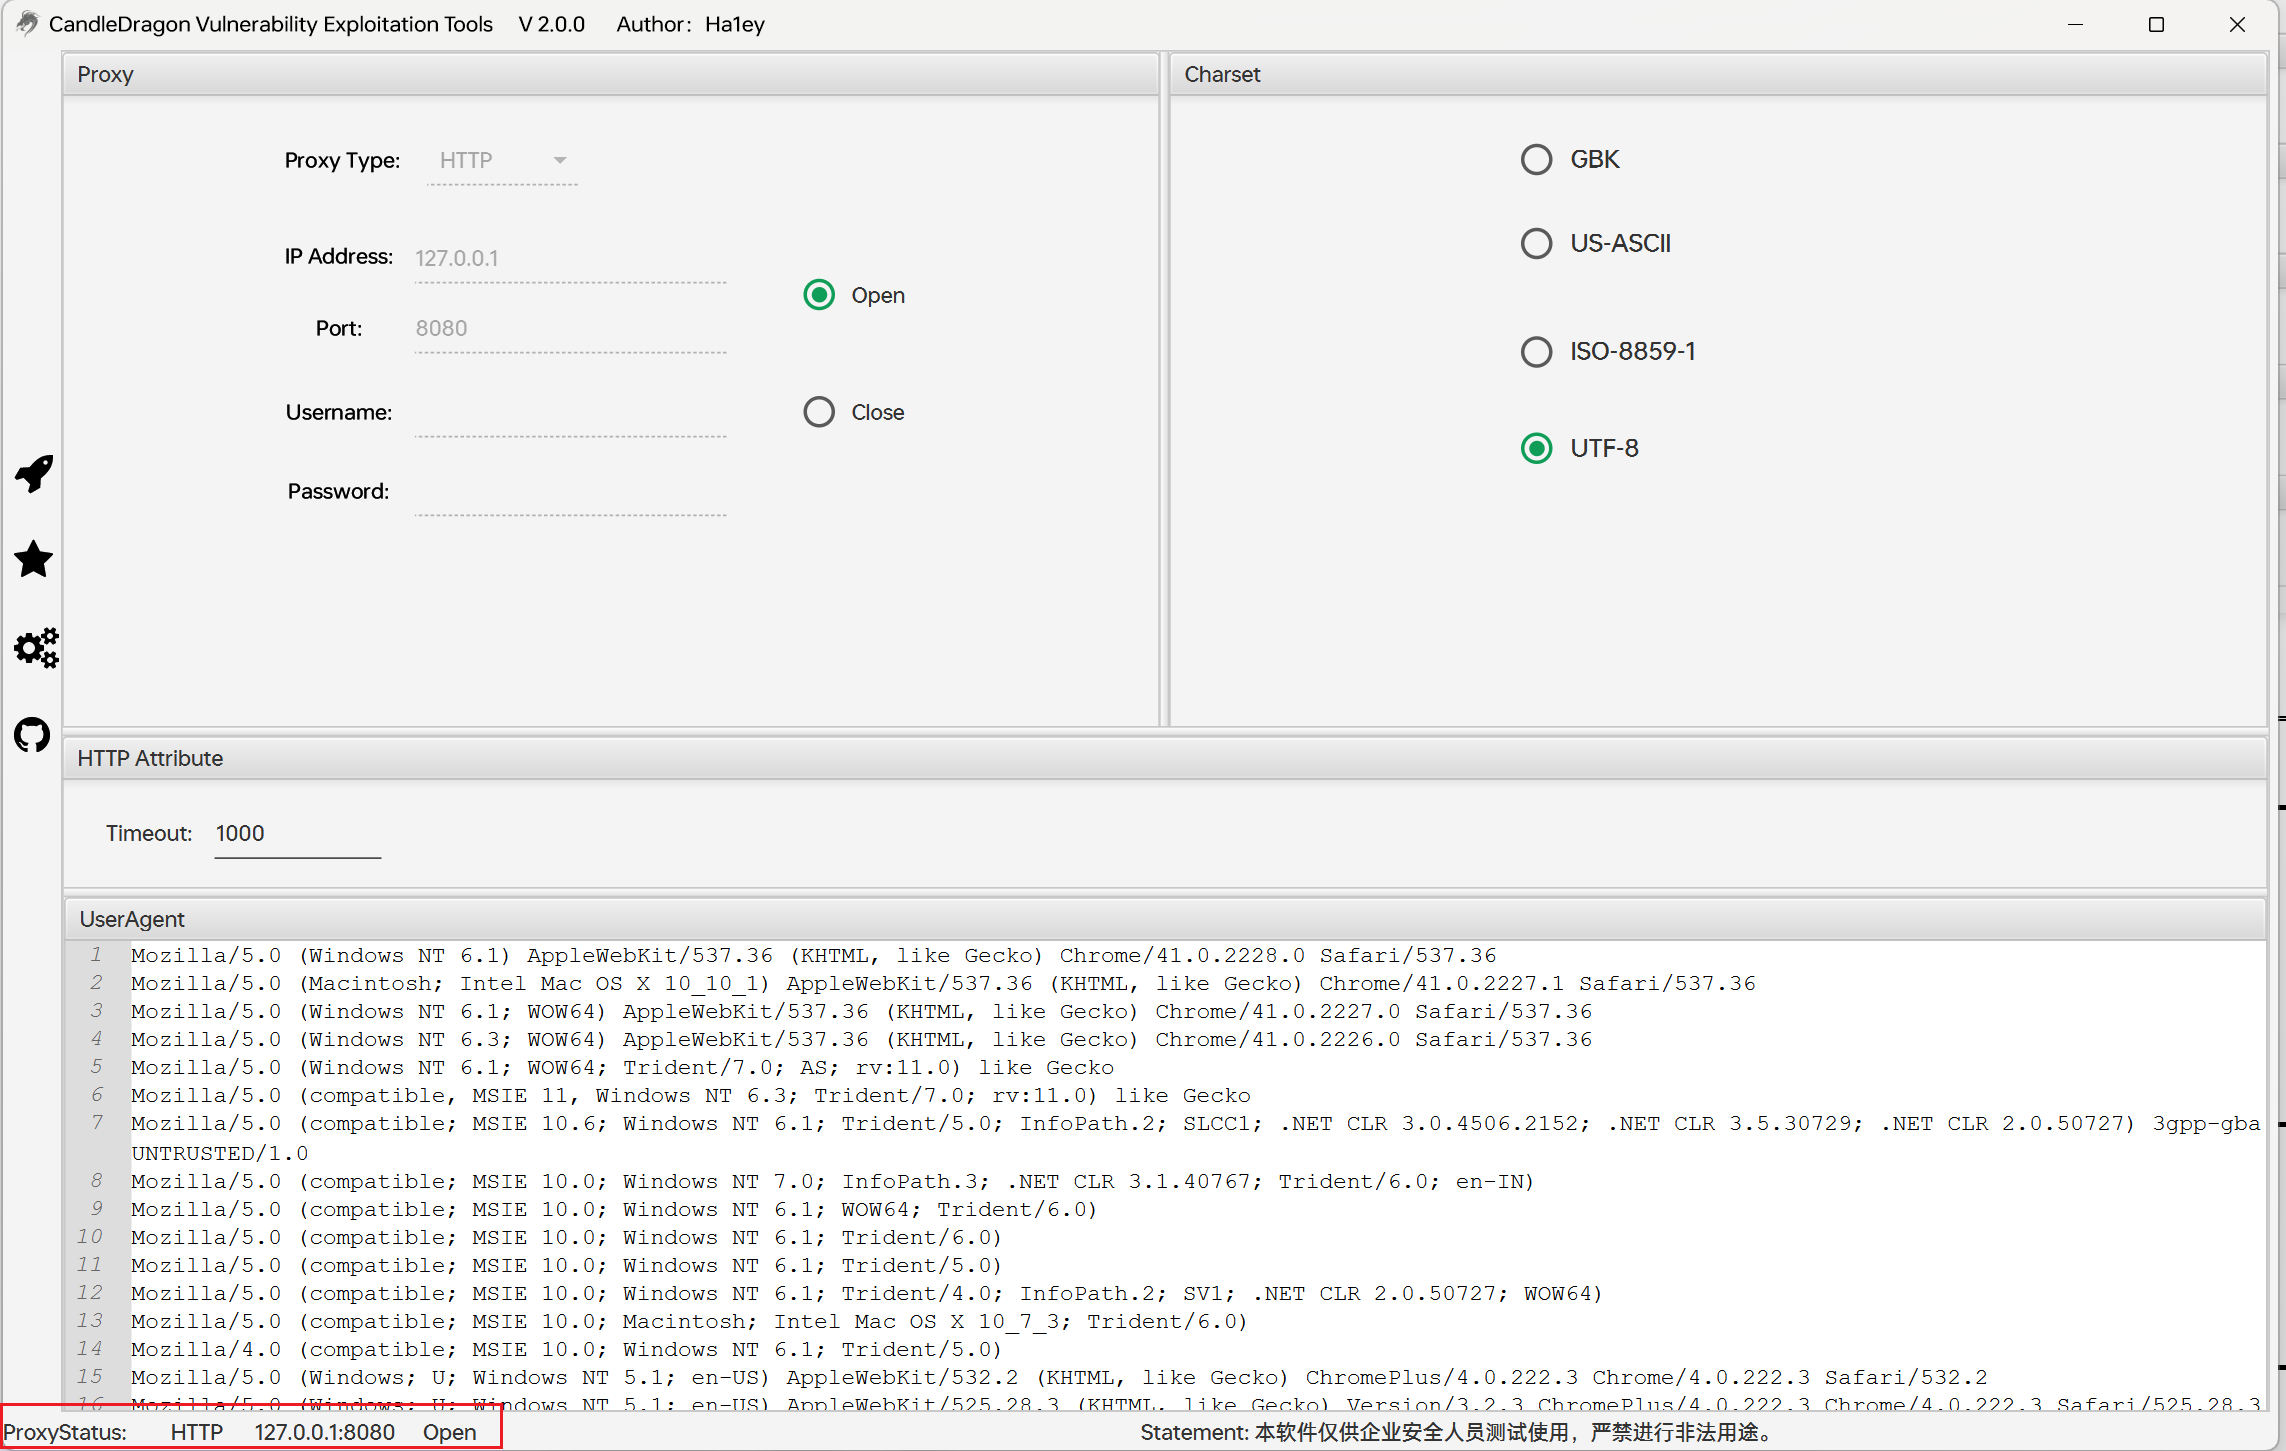 CandleDragon Vulnerability Exploitation Tools V 2.0.0 Author: Ha1ey
Proxy
Proxy Type: HTTP
IP Address: 127.0.0.1
Port: 8080
Username:
Password:
Open
Close
Charset
GBK
US-ASCII
ISO-8859-1
UTF-8
HTTP Attribute
Timeout: 1000
UserAgent
1 Mozilla/5.0 (Windows NT 6.1) AppleWebKit/537.36 (KHTML, like Gecko) Chrome/41.0.2228.0 Safari/537.36
2 Mozilla/5.0 (Macintosh; Intel Mac OS X 10_10_1) AppleWebKit/537.36 (KHTML, like Gecko) Chrome/41.0.2227.1 Safari/537.36
3 Mozilla/5.0 (Windows NT 6.1; WOW64) AppleWebKit/537.36 (KHTML, like Gecko) Chrome/41.0.2227.0 Safari/537.36
4 Mozilla/5.0 (Windows NT 6.3; WOW64) AppleWebKit/537.36 (KHTML, like Gecko) Chrome/41.0.2226.0 Safari/537.36
5 Mozilla/5.0 (Windows NT 6.1; WOW64; Trident/7.0; AS; rv:11.0) like Gecko
6 Mozilla/5.0 (compatible, MSIE 11, Windows NT 6.3; Trident/7.0; rv:11.0) like Gecko
7 Mozilla/5.0 (compatible; MSIE 10.6; Windows NT 6.1; Trident/5.0; InfoPath.2; SLCC1; .NET CLR 3.0.4506.2152; .NET CLR 3.5.30729; .NET CLR 2.0.50727) 3gpp-gba
UNTRUSTED/1.0
8 Mozilla/5.0 (compatible; MSIE 10.0; Windows NT 7.0; InfoPath.3; .NET CLR 3.1.40767; Trident/6.0; en-IN)
9 Mozilla/5.0 (compatible; MSIE 10.0; Windows NT 6.1; WOW64; Trident/6.0)
10 Mozilla/5.0 (compatible; MSIE 10.0; Windows NT 6.1; Trident/6.0)
11 Mozilla/5.0 (compatible; MSIE 10.0; Windows NT 6.1; Trident/5.0)
12 Mozilla/5.0 (compatible; MSIE 10.0; Windows NT 6.1; Trident/4.0; InfoPath.2; SV1; .NET CLR 2.0.50727; WOW64)
13 Mozilla/5.0 (compatible; MSIE 10.0; Macintosh; Intel Mac OS X 10_7_3; Trident/6.0)
14 Mozilla/4.0 (compatible; MSIE 10.0; Windows NT 6.1; Trident/5.0)
15 Mozilla/5.0 (Windows; U; Windows NT 5.1; en-US) AppleWebKit/532.2 (KHTML, like Gecko) ChromePlus/4.0.222.3 Chrome/4.0.222.3 Safari/532.2
16 Mozilla/5.0 (Windows; U; Windows NT 5.1; en-US) AppleWebKit/525.28.3 (KHTML, like Gecko) Version/3.2.3 ChromePlus/4.0.222.3 Chrome/4.0.222.3 Safari/525.28.3
ProxyStatus: HTTP 127.0.0.1:8080 Open
Statement: 本软件仅供企业安全人员测试使用，严禁进行非法用途。